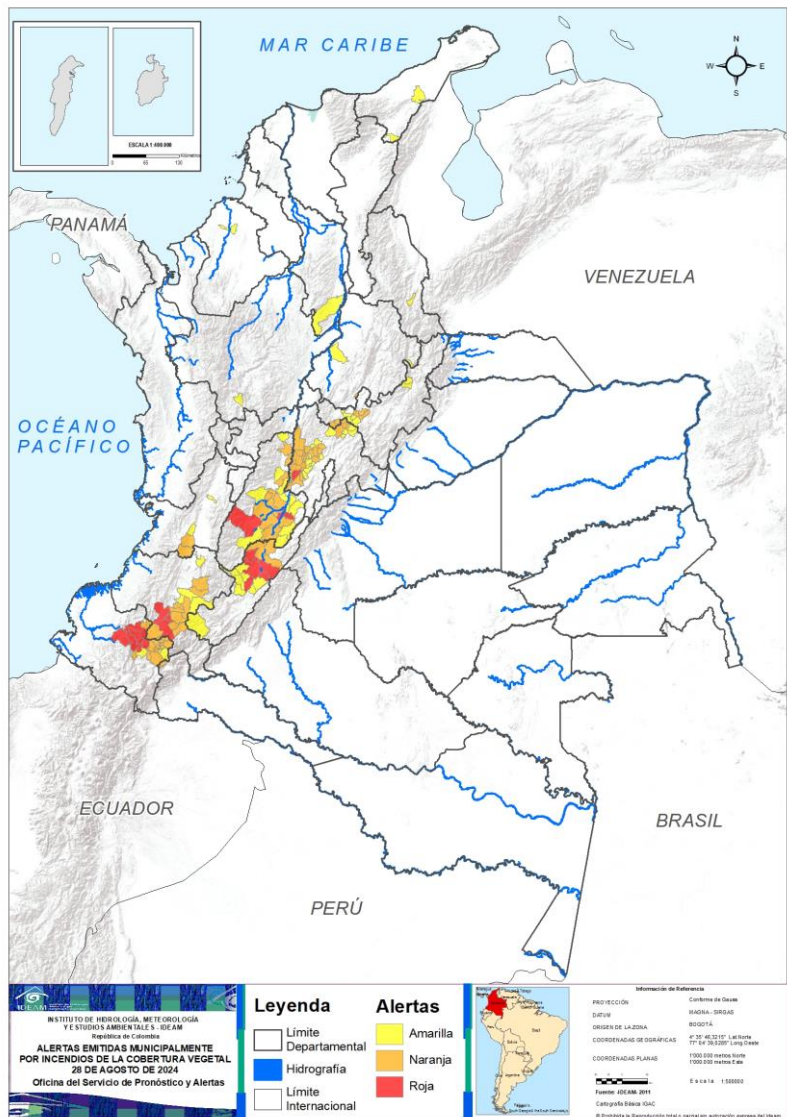 MAR CARIBE
N
W
E
S
ESCALA 1:400.000
PANAMÁ
VENEZUELA
OCÉANO
PACÍFICO
ECUADOR
BRASIL
PERÚ
IDEAM
INSTITUTO DE HIDROLOGÍA, METEOROLOGÍA
Y ESTUDIOS AMBIENTALES - IDEAM
República de Colombia
ALERTAS EMITIDAS MUNICIPALMENTE
POR INCENDIOS DE LA COBERTURA VEGETAL
28 DE AGOSTO DE 2024
Oficina del Servicio de Pronóstico y Alertas
Leyenda
Límite
Departamental
Hidrografía
Límite
Internacional
Alertas
Amarilla
Naranja
Roja
Información de Referencia
PROYECCIÓN
Conforme de Gauss
DATUM
MAGNA - SIRGAS
ORIGEN DE LA ZONA
BOGOTÁ
COORDENADAS GEOGRÁFICAS
COORDENADAS PLANAS
1'000.000 metros Norte
1'000.000 metros Este
Fuente: IDEAM- 2011
Cartografía Básica: IGAC